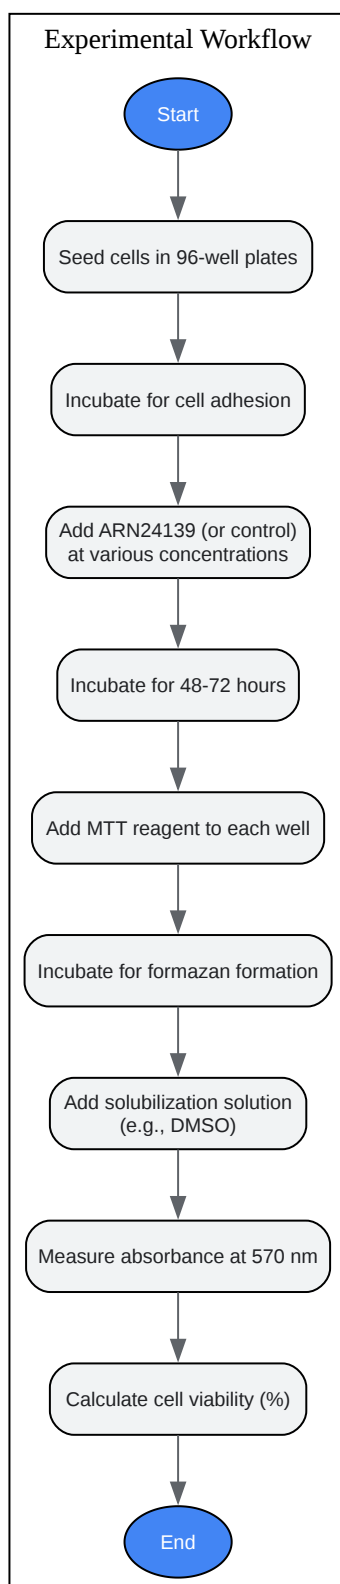 Experimental Workflow
Start
Seed cells in 96-well plates
Incubate for cell adhesion
Add ARN24139 (or control)
at various concentrations
Incubate for 48-72 hours
Add MTT reagent to each well
Incubate for formazan formation
Add solubilization solution
(e.g., DMSO)
Measure absorbance at 570 nm
Calculate cell viability (%)
End